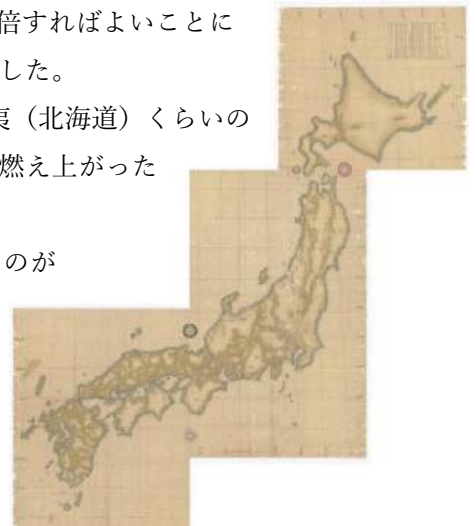 倍すればよいことに
した。
夷（北海道）くらいの
燃え上がった
のが